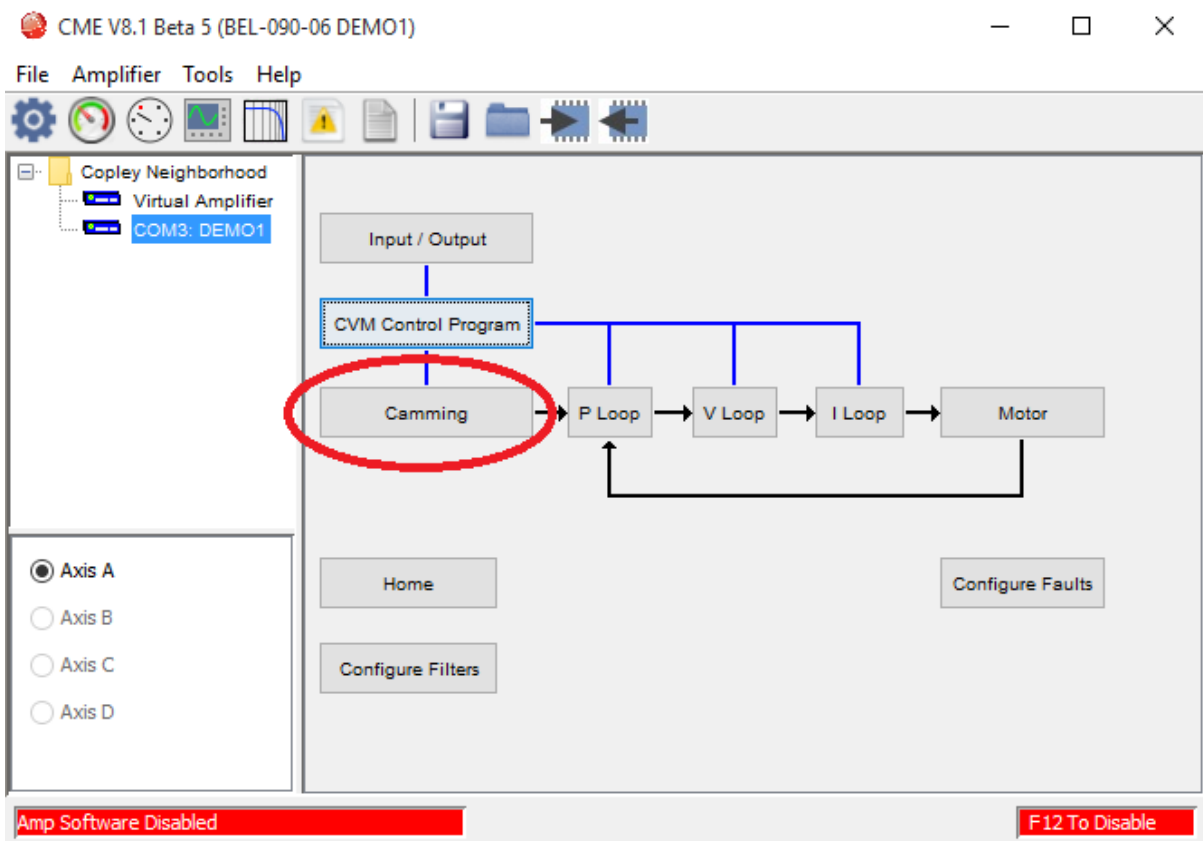 CME V8.1 Beta 5 (BEL-090-06 DEMO1)
File Amplifier Tools Help
Copley Neighborhood
Virtual Amplifier
COM3: DEMO1
Input / Output
CVM Control Program
Camming
P Loop
V Loop
I Loop
Motor
Home
Configure Faults
Configure Filters
Axis A
Axis B
Axis C
Axis D
Amp Software Disabled
F12 To Disable